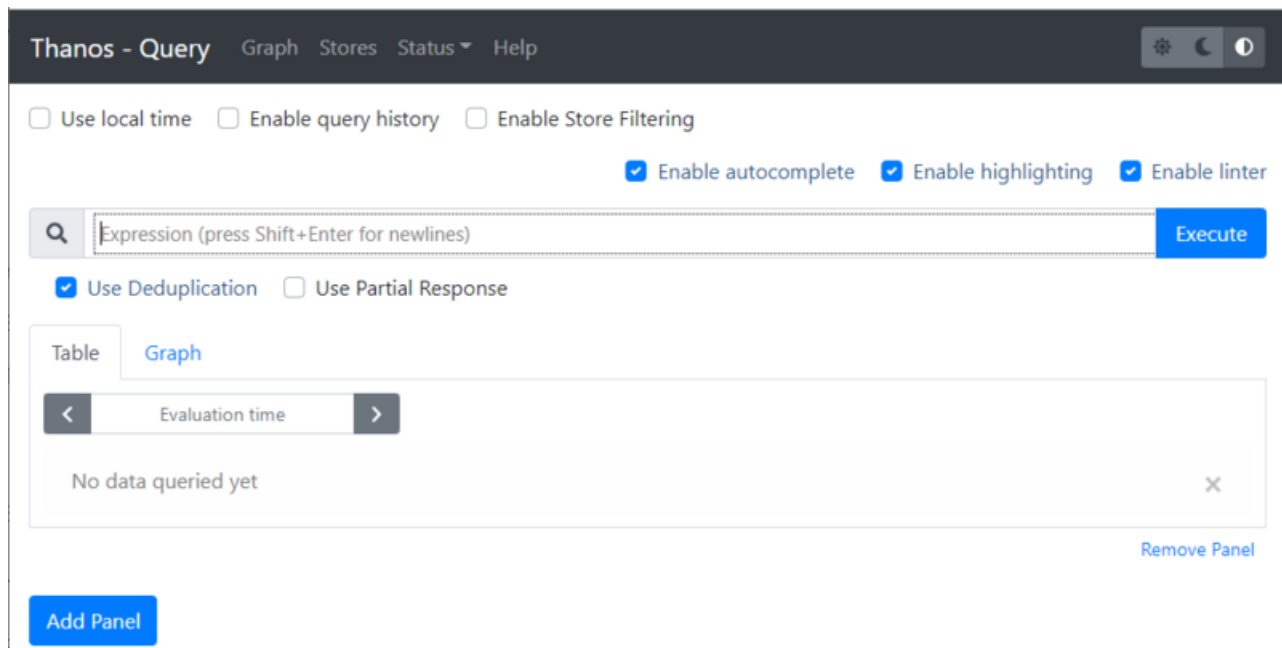 Thanos - Query Graph Stores Status Help
Use local time Enable query history Enable Store Filtering
Enable autocomplete Enable highlighting Enable linter
Expression (press Shift+Enter for newlines) Execute
Use Deduplication Use Partial Response
Table Graph
Evaluation time
No data queried yet
Remove Panel
Add Panel